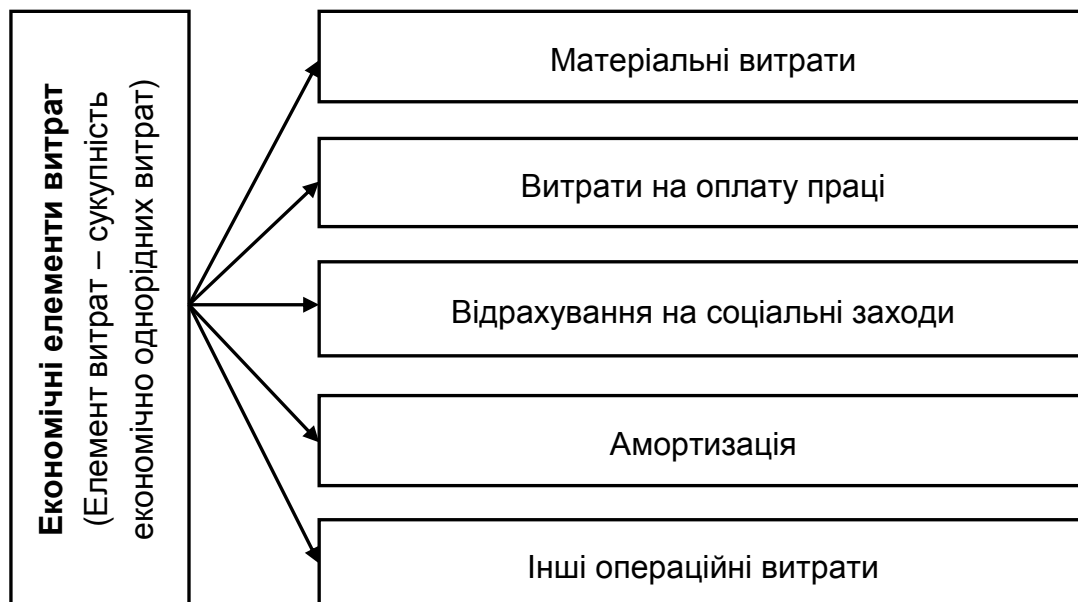 Економічні елементи витрат
(Елемент витрат – сукупність
економічно однорідних витрат)
Матеріальні витрати
Витрати на оплату праці
Відрахування на соціальні заходи
Амортизація
Інші операційні витрати